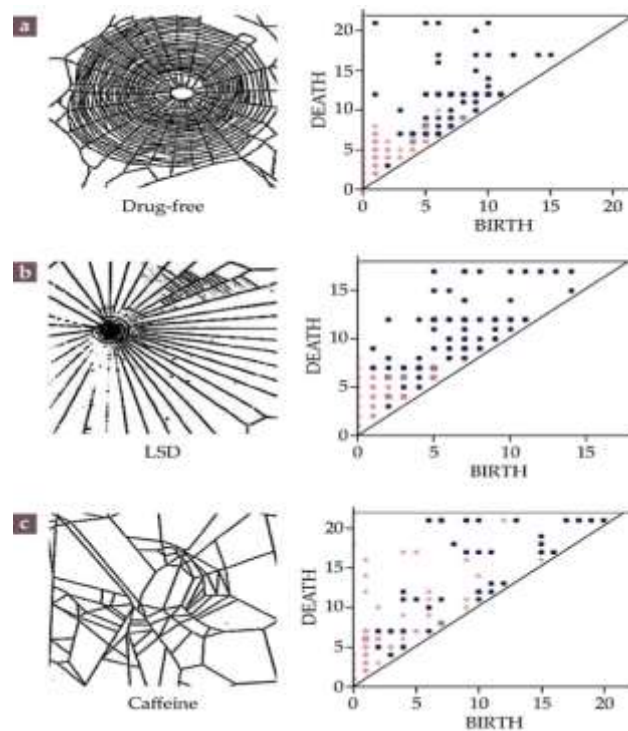 a
20
15
10
5
0
DEATH
0 5 10 15 20
BIRTH
Drug-free
b
15
10
5
0
DEATH
0 5 10 15
BIRTH
LSD
c
20
15
10
5
0
DEATH
0 5 10 15 20
BIRTH
Caffeine